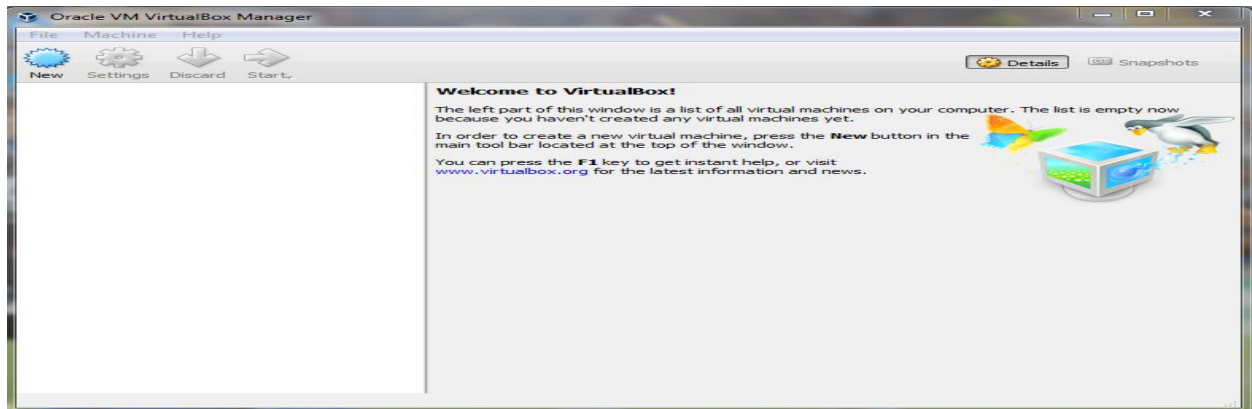 Oracle VM VirtualBox Manager
File Machine Help
New Settings Discard Start
Details Snapshots
Welcome to VirtualBox!
The left part of this window is a list of all virtual machines on your computer. The list is empty now
because you haven't created any virtual machines yet.
In order to create a new virtual machine, press the New button in the
main tool bar located at the top of the window.
You can press the F1 key to get instant help, or visit
www.virtualbox.org for the latest information and news.